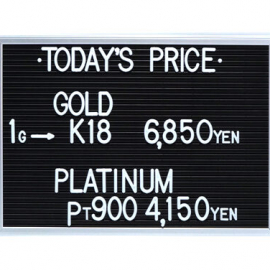 ·TODAY'S PRICE·
GOLD
1G→ K18 6,850YEN
PLATINUM
PT900 4,150YEN